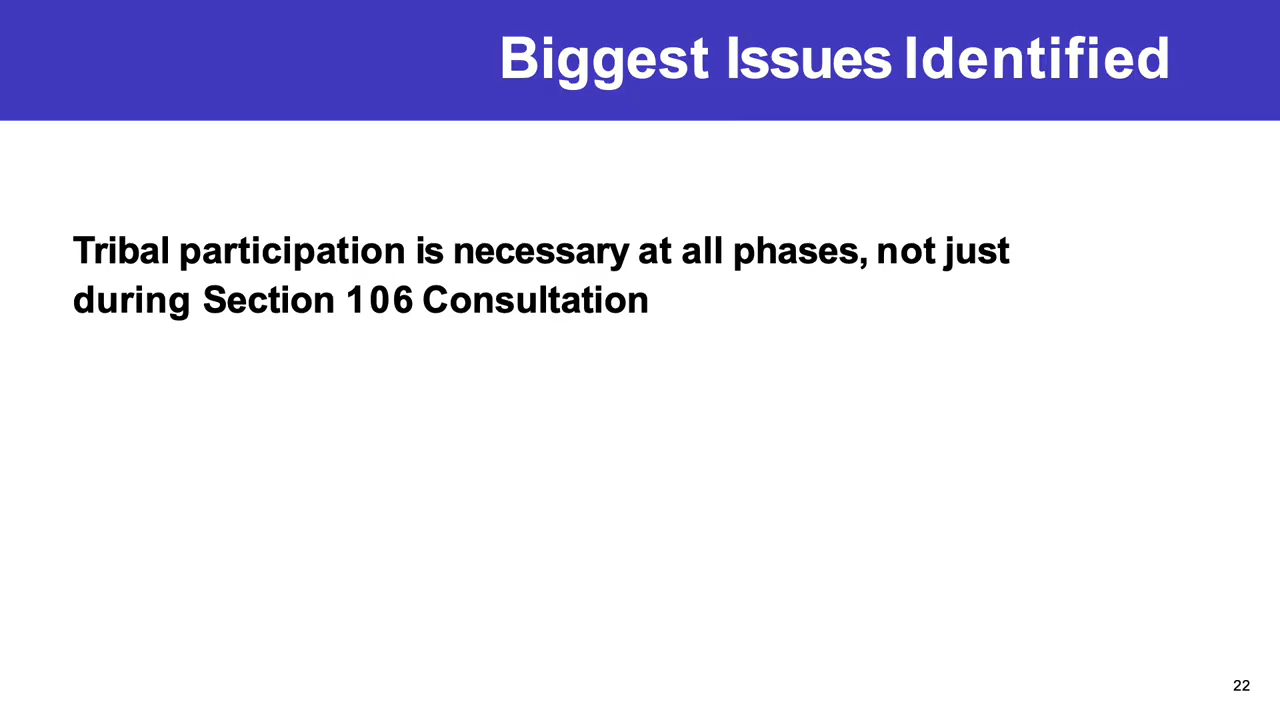 Biggest Issues Identified
Tribal participation is necessary at all phases, not just
during Section 106 Consultation
22